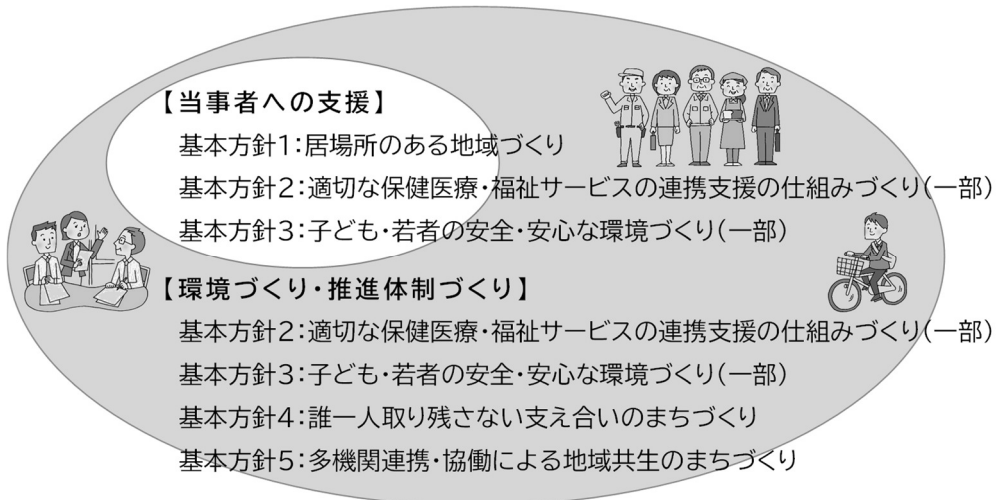 【当事者への支援】
基本方針1:居場所のある地域づくり
基本方針2:適切な保健医療・福祉サービスの連携支援の仕組みづくり(一部)
基本方針3:子ども・若者の安全・安心な環境づくり(一部)
【環境づくり・推進体制づくり】
基本方針2:適切な保健医療・福祉サービスの連携支援の仕組みづくり(一部)
基本方針3:子ども・若者の安全・安心な環境づくり(一部)
基本方針4:誰一人取り残さない支え合いのまちづくり
基本方針5:多機関連携・協働による地域共生のまちづくり